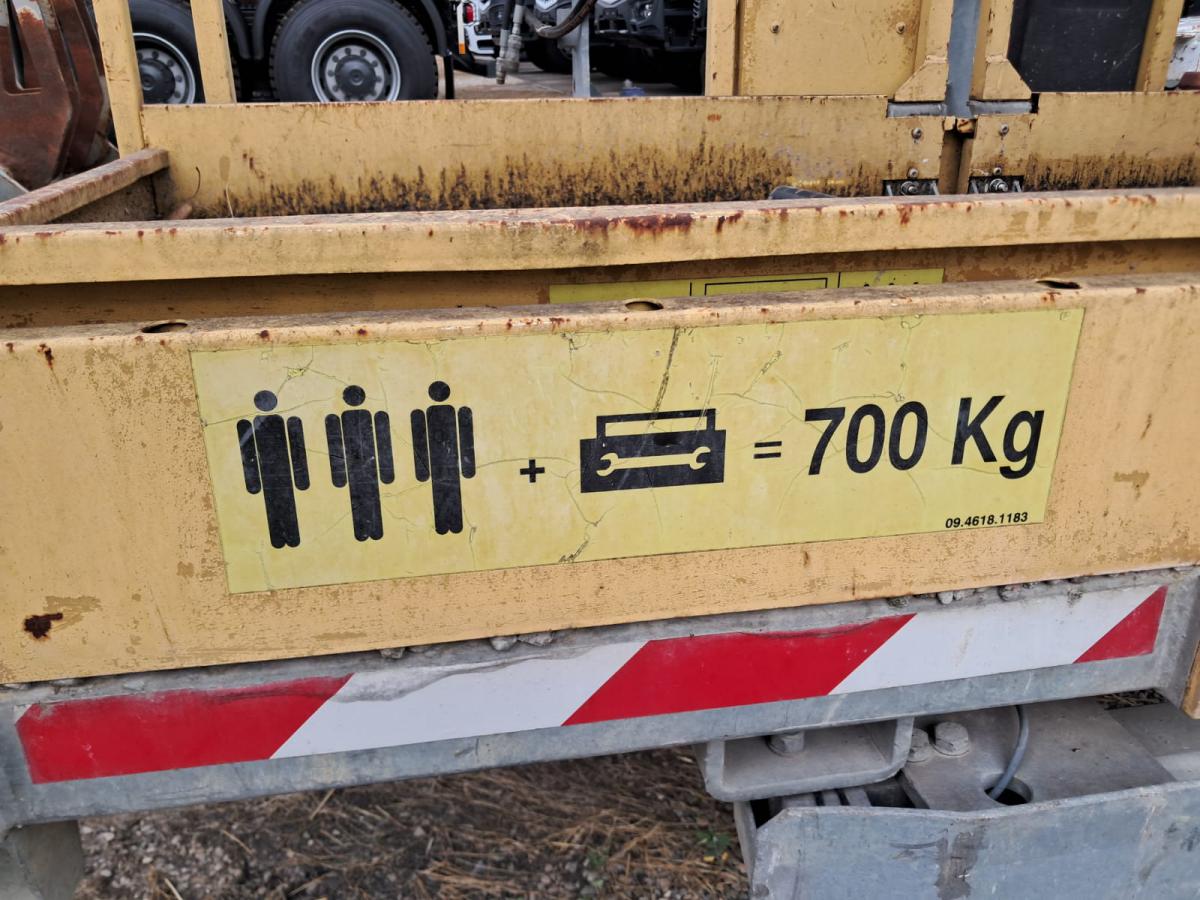 + = 700 Kg
09.4618.1183